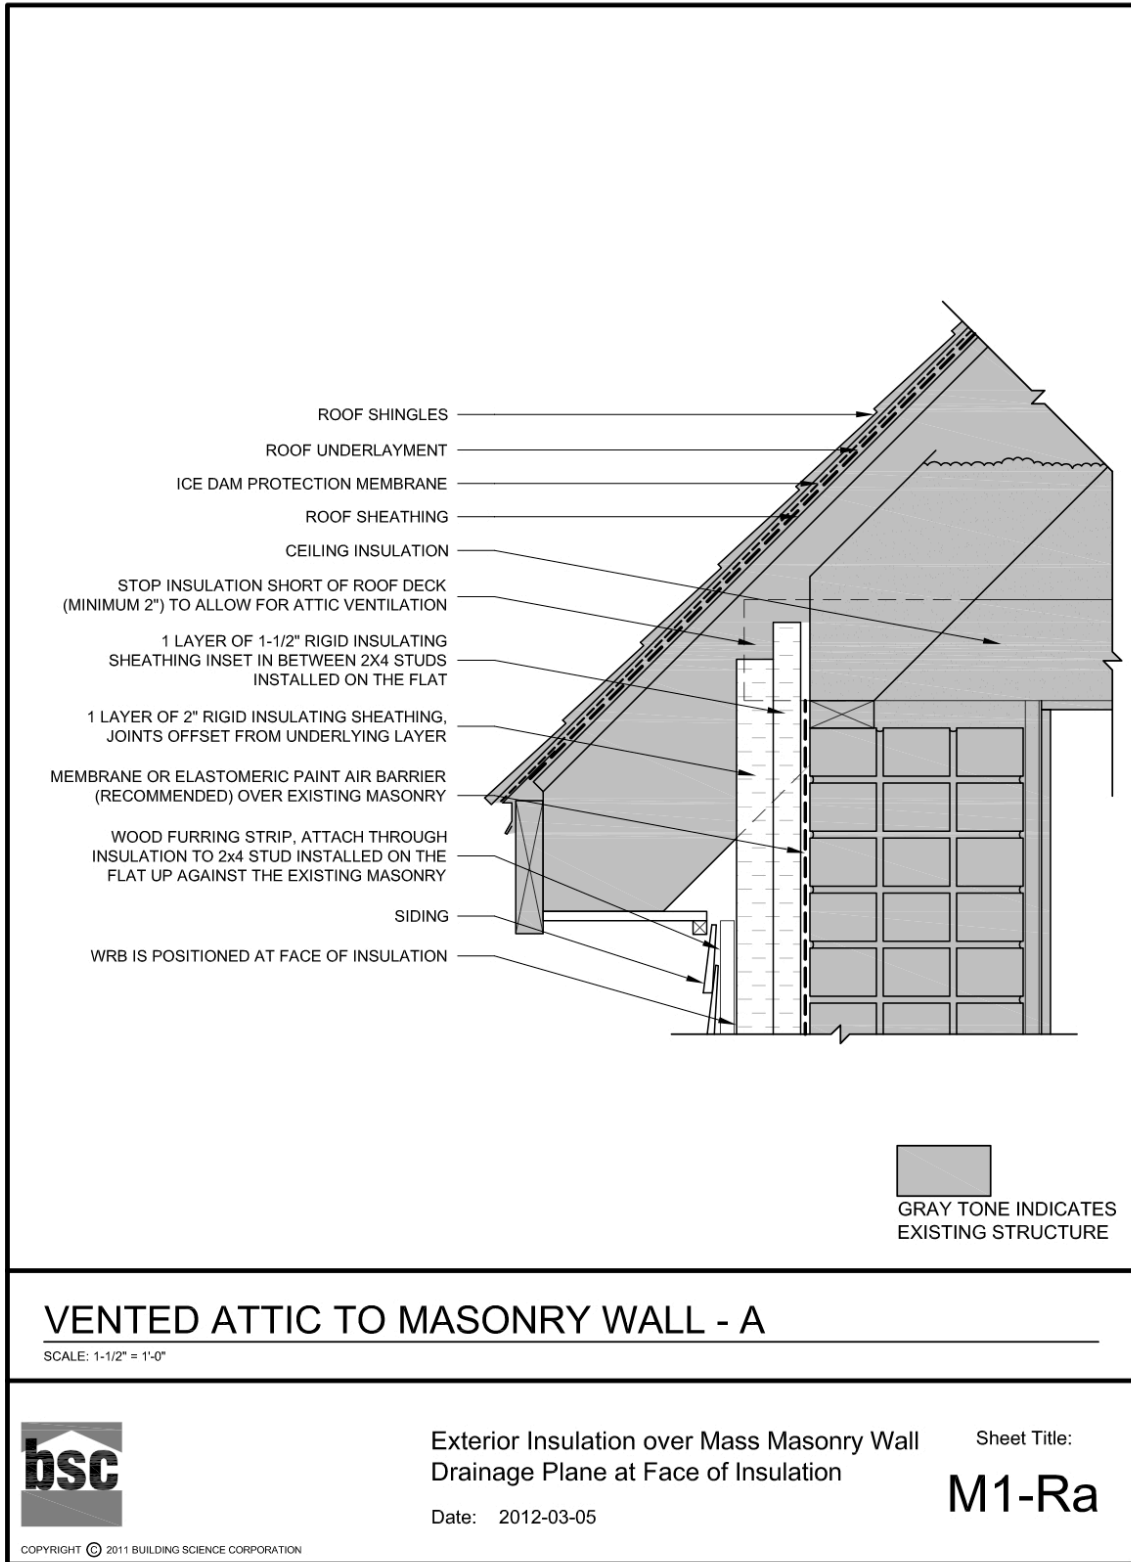 ROOF SHINGLES
ROOF UNDERLAYMENT
ICE DAM PROTECTION MEMBRANE
ROOF SHEATHING
CEILING INSULATION
STOP INSULATION SHORT OF ROOF DECK
(MINIMUM 2") TO ALLOW FOR ATTIC VENTILATION
1 LAYER OF 1-1/2" RIGID INSULATING
SHEATHING INSET IN BETWEEN 2X4 STUDS
INSTALLED ON THE FLAT
1 LAYER OF 2" RIGID INSULATING SHEATHING,
JOINTS OFFSET FROM UNDERLYING LAYER
MEMBRANE OR ELASTOMERIC PAINT AIR BARRIER
(RECOMMENDED) OVER EXISTING MASONRY
WOOD FURRING STRIP, ATTACH THROUGH
INSULATION TO 2x4 STUD INSTALLED ON THE
FLAT UP AGAINST THE EXISTING MASONRY
SIDING
WRB IS POSITIONED AT FACE OF INSULATION
GRAY TONE INDICATES
EXISTING STRUCTURE
VENTED ATTIC TO MASONRY WALL - A
SCALE: 1-1/2" = 1'-0"
bsc
COPYRIGHT © 2011 BUILDING SCIENCE CORPORATION
Exterior Insulation over Mass Masonry Wall
Drainage Plane at Face of Insulation
Date: 2012-03-05
Sheet Title:
M1-Ra